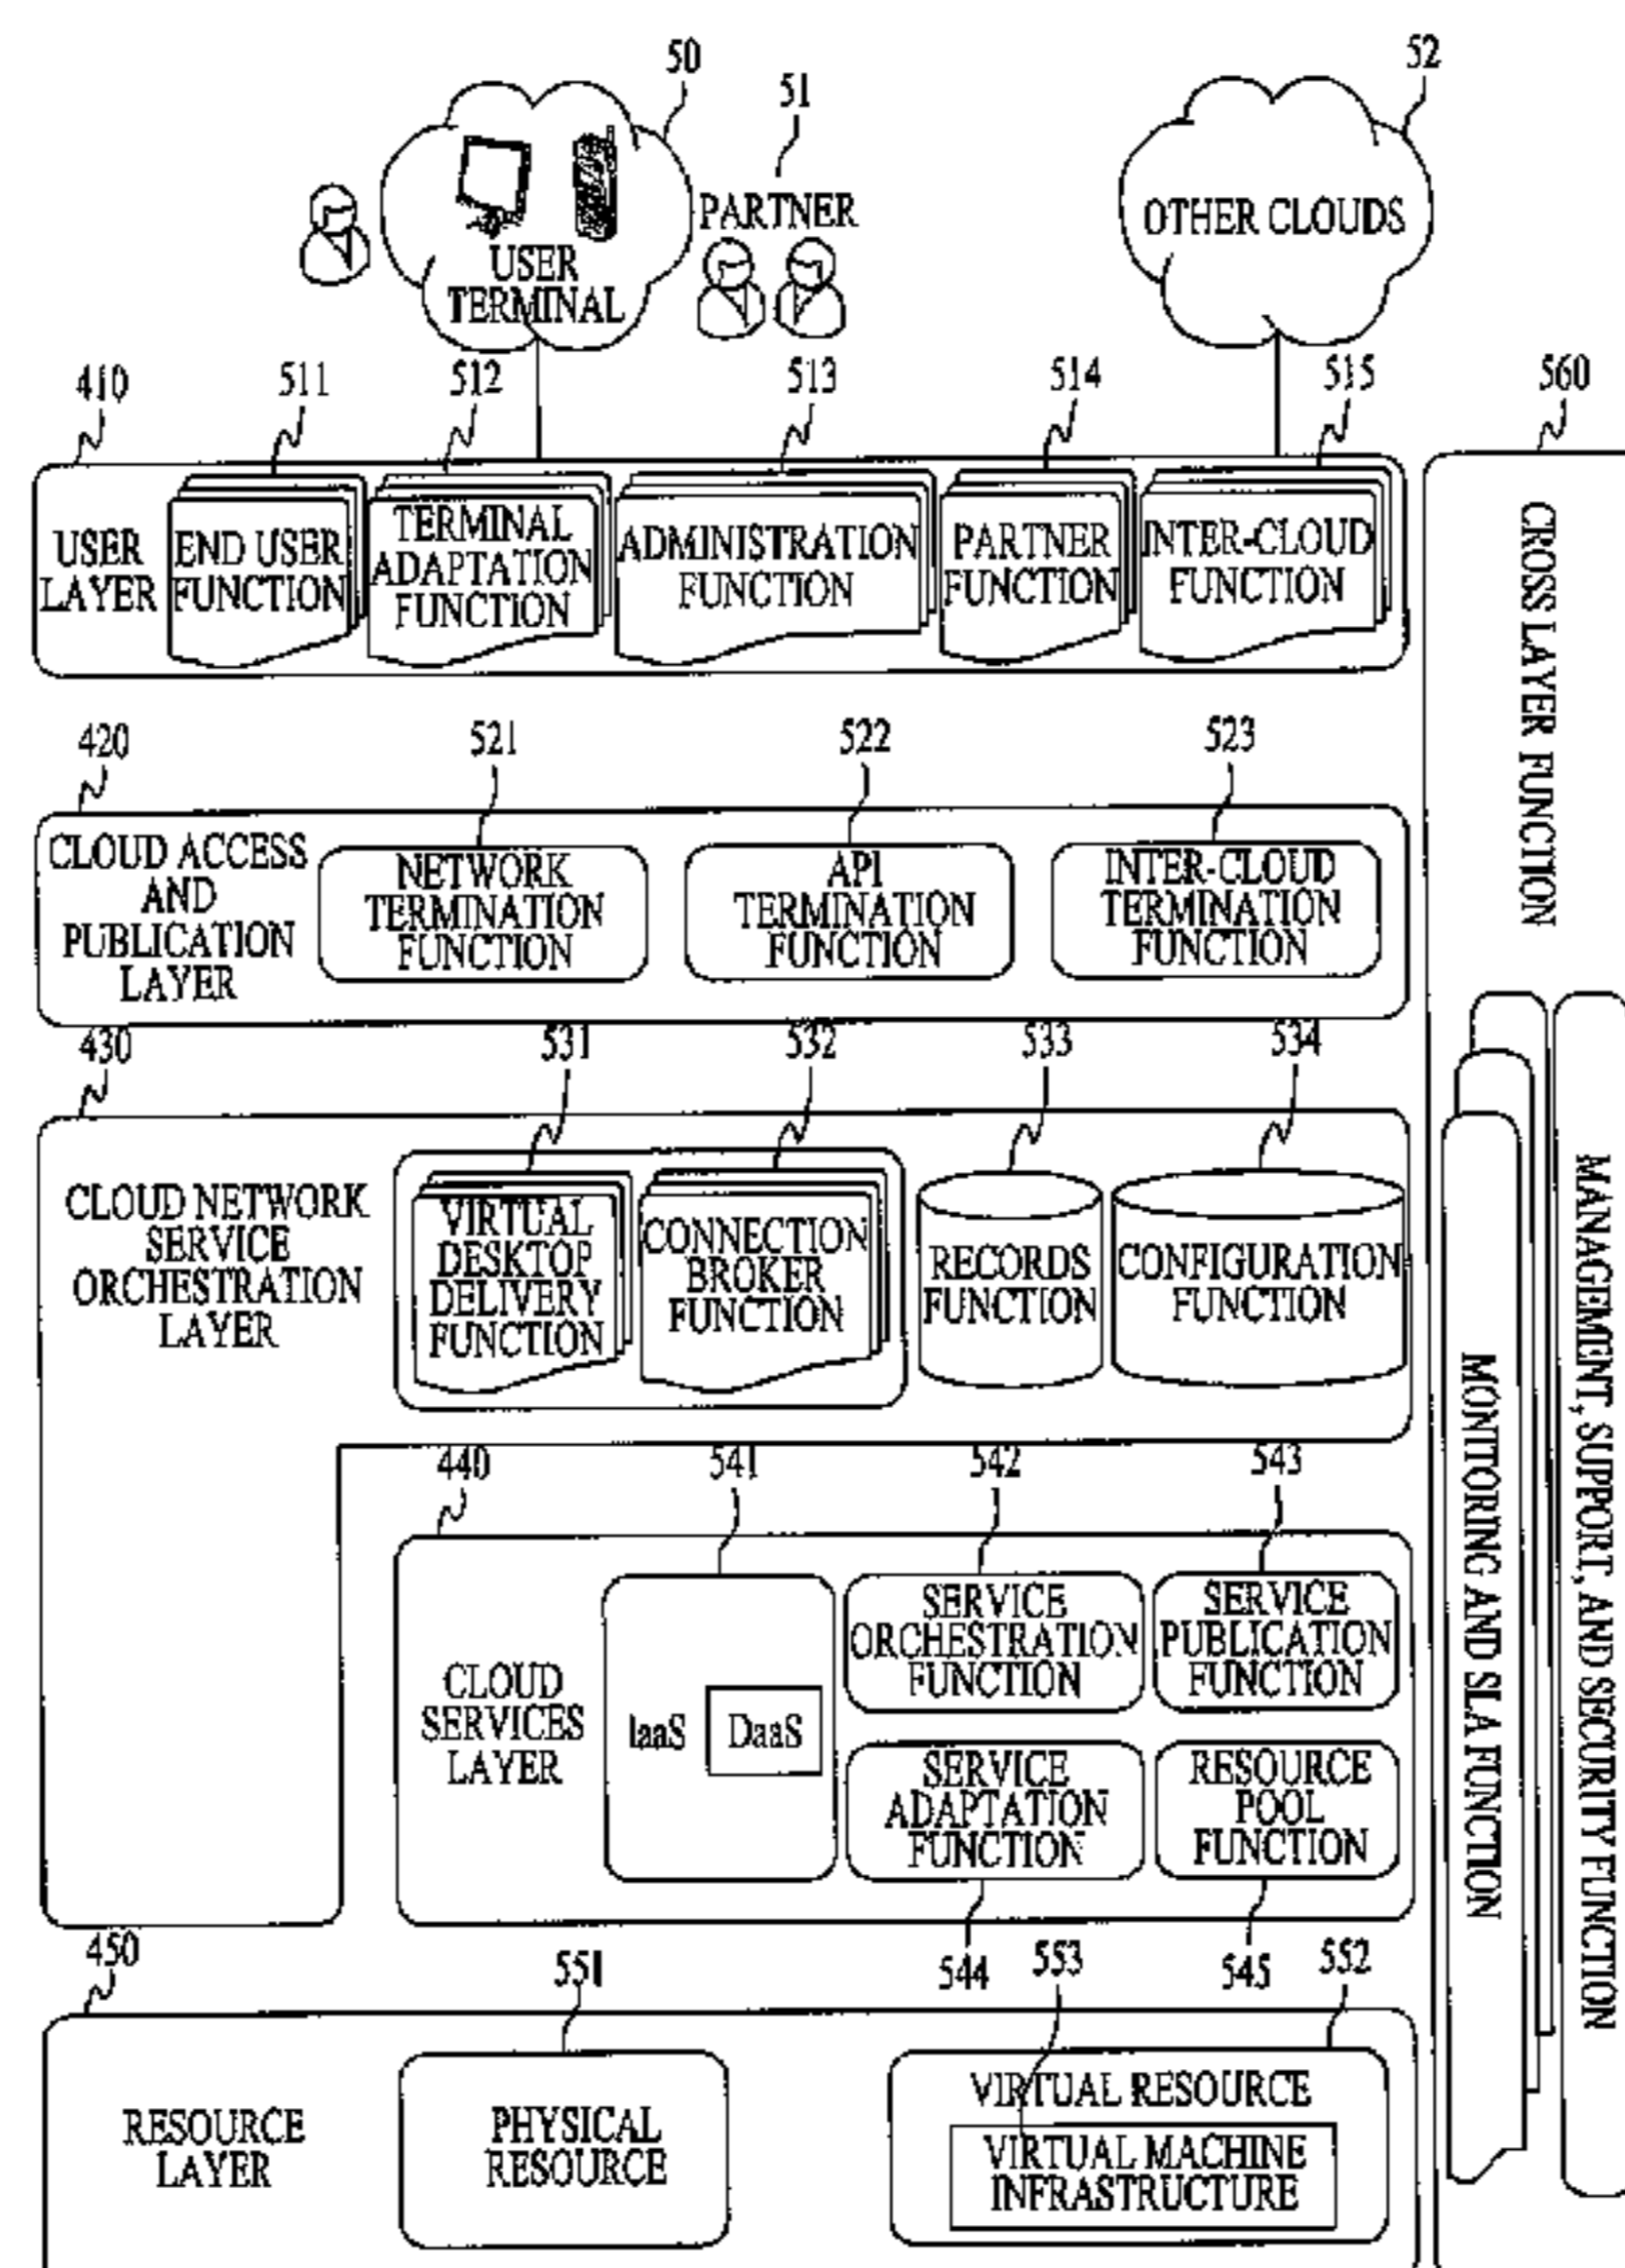 50
51
52
PARTNER
OTHER CLOUDS
USER
TERMINAL
410
511
512
513
514
515
560
USER
LAYER
END USER
FUNCTION
TERMINAL
ADAPTATION
FUNCTION
ADMINISTRATION
FUNCTION
PARTNER
FUNCTION
INTER-CLOUD
FUNCTION
CROSS LAYER FUNCTION
420
521
522
523
CLOUD ACCESS
AND
PUBLICATION
LAYER
NETWORK
TERMINATION
FUNCTION
API
TERMINATION
FUNCTION
INTER-CLOUD
TERMINATION
FUNCTION
430
531
532
533
534
CLOUD NETWORK
SERVICE
ORCHESTRATION
LAYER
VIRTUAL
DESKTOP
DELIVERY
FUNCTION
CONNECTION
BROKER
FUNCTION
RECORDS
FUNCTION
CONFIGURATION
FUNCTION
MANAGEMENT, SUPPORT, AND SECURITY FUNCTION
MONITORING AND SLA FUNCTION
440
541
542
543
CLOUD
SERVICES
LAYER
IaaS
DaaS
SERVICE
ORCHESTRATION
FUNCTION
SERVICE
PUBLICATION
FUNCTION
SERVICE
ADAPTATION
FUNCTION
RESOURCE
POOL
FUNCTION
450
551
544
553
545
552
RESOURCE
LAYER
PHYSICAL
RESOURCE
VIRTUAL RESOURCE
VIRTUAL MACHINE
INFRASTRUCTURE